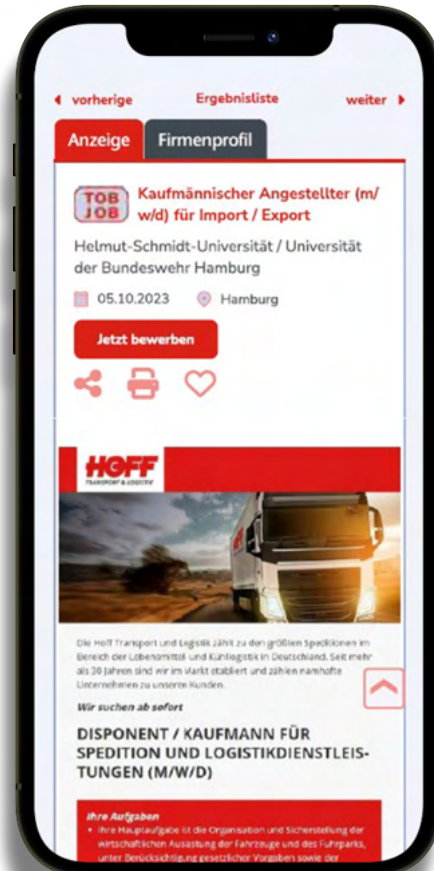 vorherige Ergebnisliste weiter
Anzeige Firmenprofil
TOB
JOB
Kaufmännischer Angestellter (m/
w/d) für Import / Export
Helmut-Schmidt-Universität / Universität
der Bundeswehr Hamburg
05.10.2023 Hamburg
Jetzt bewerben
HOFF
TRANSPORT & LOGISTIK
HOFF
Die Hoff Transport und Logistik zählt zu den größten Speditionen im
Bereich der Lebensmittel- und Kühllogistik in Deutschland. Seit mehr
als 30 Jahren sind wir im Markt etabliert und zählen namhafte
Unternehmen zu unseren Kunden.
Wir suchen ab sofort
DISPONENT / KAUFMANN FÜR
SPEDITION UND LOGISTIKDIENSTLEIS-
TUNGEN (M/W/D)
Ihre Aufgaben
• Ihre Hauptaufgabe ist die Organisation und Sicherstellung der
wirtschaftlichen Auslastung der Fahrzeuge und des Fuhrparks,
unter Berücksichtigung gesetzlicher Vorgaben sowie der